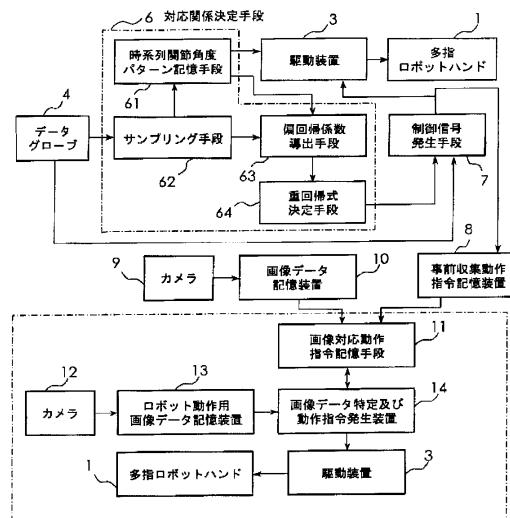 6 対応関係決定手段
3
1
時系列関節角度
パターン記憶手段
61
駆動装置
多指
ロボットハンド
4
データ
グローブ
サンプリング手段
62
偏回帰係数
導出手段
63
制御信号
発生手段
7
重回帰式
決定手段
64
8
9
カメラ
10
画像データ
記憶装置
事前収集動作
指令記憶装置
11
画像対応動作
指令記憶手段
12
カメラ
13
ロボット動作用
画像データ記憶装置
14
画像データ特定及び
動作指令発生装置
1
多指ロボットハンド
駆動装置
3